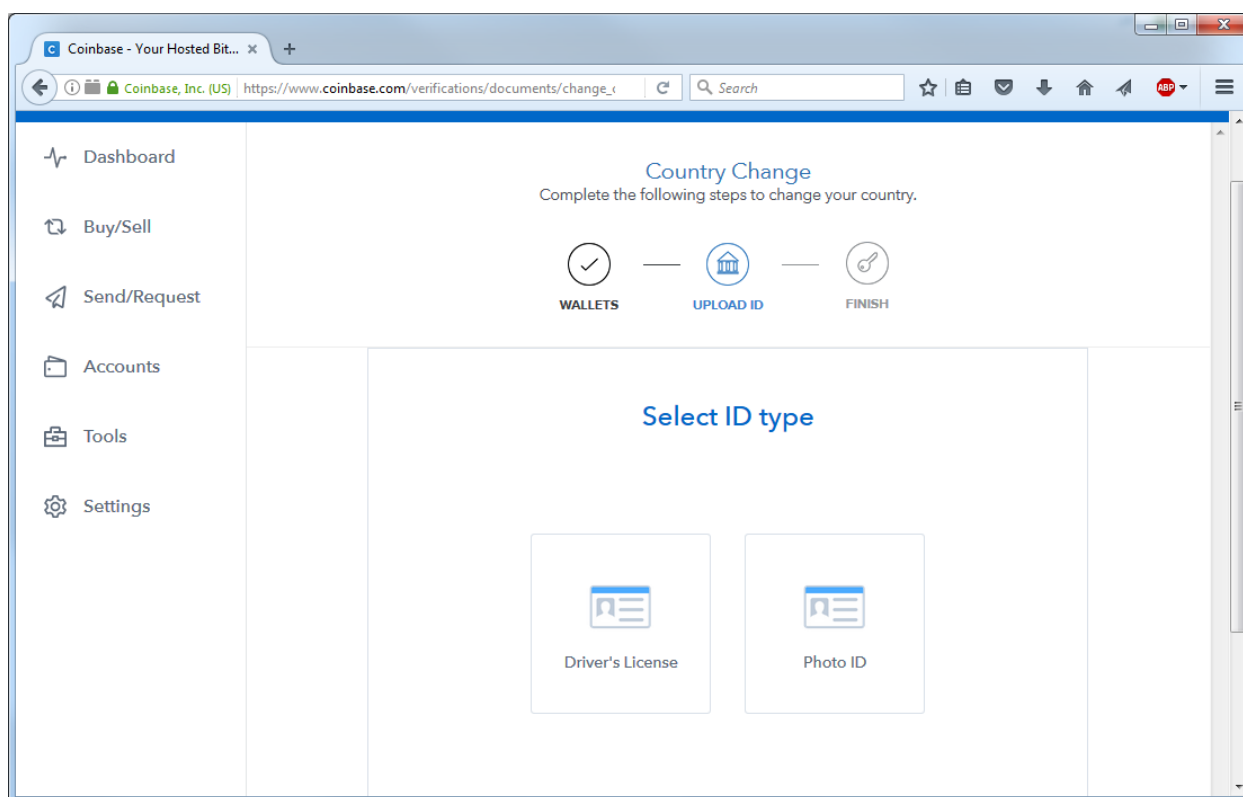 Coinbase - Your Hosted Bit...
Coinbase, Inc. (US) https://www.coinbase.com/verifications/documents/change_
Search
ABP
Dashboard
Buy/Sell
Send/Request
Accounts
Tools
Settings
Country Change
Complete the following steps to change your country.
WALLETS
UPLOAD ID
FINISH
Select ID type
Driver's License
Photo ID